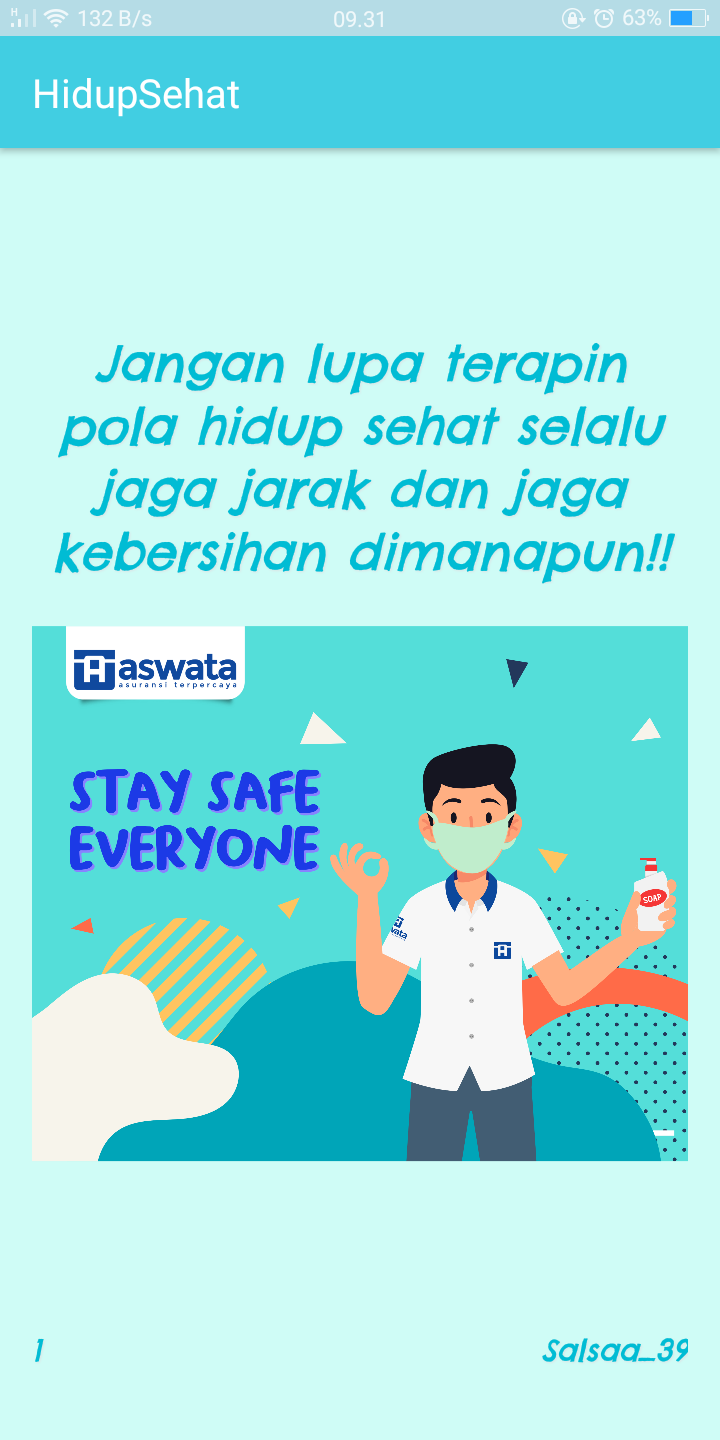 H 132 B/s 09.31 63%
HidupSehat
Jangan lupa terapin
pola hidup sehat selalu
jaga jarak dan jaga
kebersihan dimanapun!!
aswata
asuransi terpercaya
STAY SAFE
EVERYONE
SOAP
wata
1 Salsaa_39